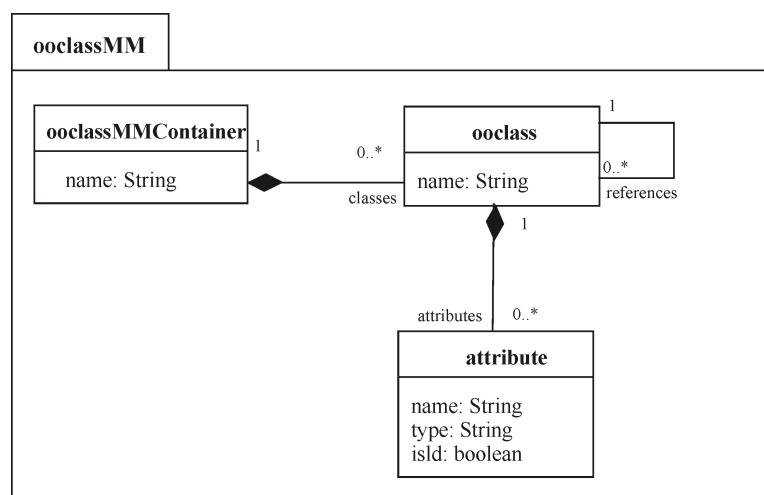 ooclassMM
ooclassMMContainer
name: String
1
0..*
classes
ooclass
name: String
1
0..*
references
1
attributes
0..*
attribute
name: String
type: String
isId: boolean